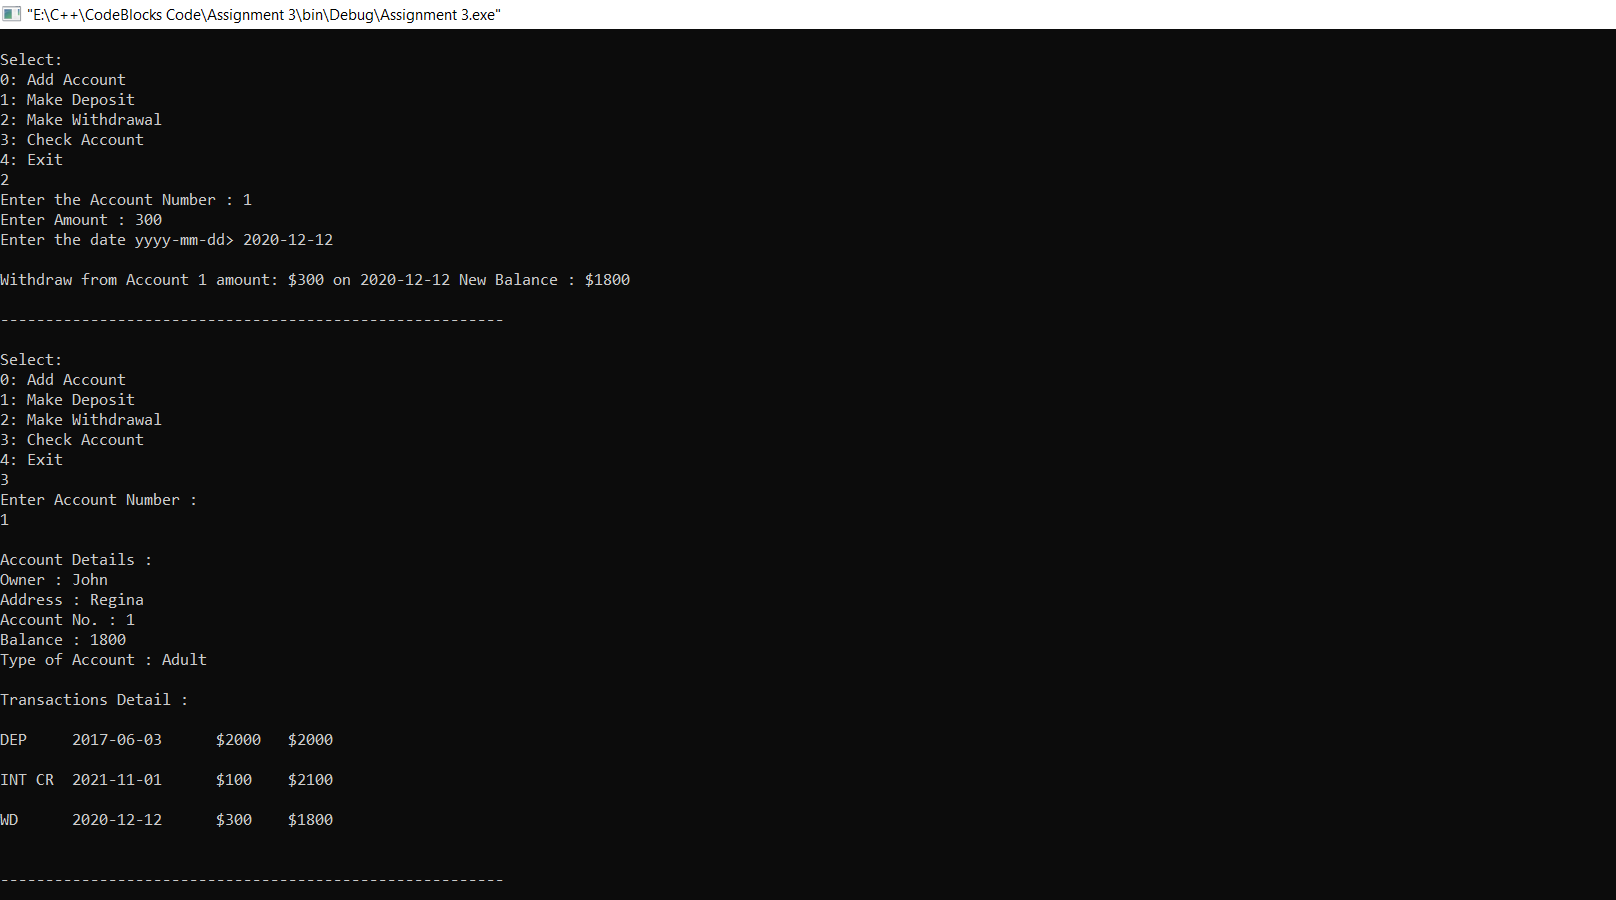 "E:\C++\CodeBlocks Code\Assignment 3\bin\Debug\Assignment 3.exe"
Select:
0: Add Account
1: Make Deposit
2: Make Withdrawal
3: Check Account
4: Exit
2
Enter the Account Number : 1
Enter Amount : 300
Enter the date yyyy-mm-dd> 2020-12-12
Withdraw from Account 1 amount: $300 on 2020-12-12 New Balance : $1800
--------------------------------------------------------
Select:
0: Add Account
1: Make Deposit
2: Make Withdrawal
3: Check Account
4: Exit
3
Enter Account Number :
1
Account Details :
Owner : John
Address : Regina
Account No. : 1
Balance : 1800
Type of Account : Adult
Transactions Detail :
DEP     2017-06-03      $2000   $2000
INT CR  2021-11-01      $100    $2100
WD      2020-12-12      $300    $1800
--------------------------------------------------------